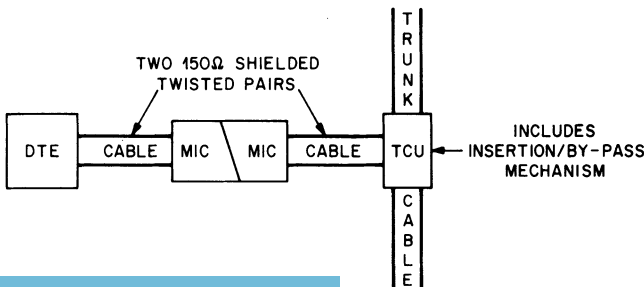 TWO 150Ω SHIELDED
TWISTED PAIRS
TRUNK
DTE
CABLE
MIC
MIC
CABLE
TCU
INCLUDES
INSERTION/BY-PASS
MECHANISM
CABLE